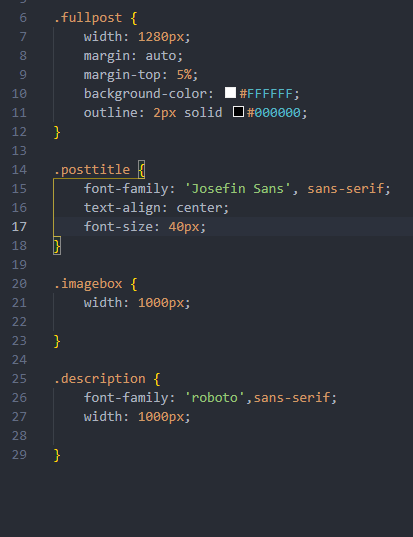 6 .fullpost {
7 width: 1280px;
8 margin: auto;
9 margin-top: 5%;
10 background-color: #FFFFFF;
11 outline: 2px solid #000000;
12 }
13
14 .posttitle {
15 font-family: 'Josefin Sans', sans-serif;
16 text-align: center;
17 font-size: 40px;
18 }
19
20 .imagebox {
21 width: 1000px;
22
23 }
24
25 .description {
26 font-family: 'roboto',sans-serif;
27 width: 1000px;
28
29 }